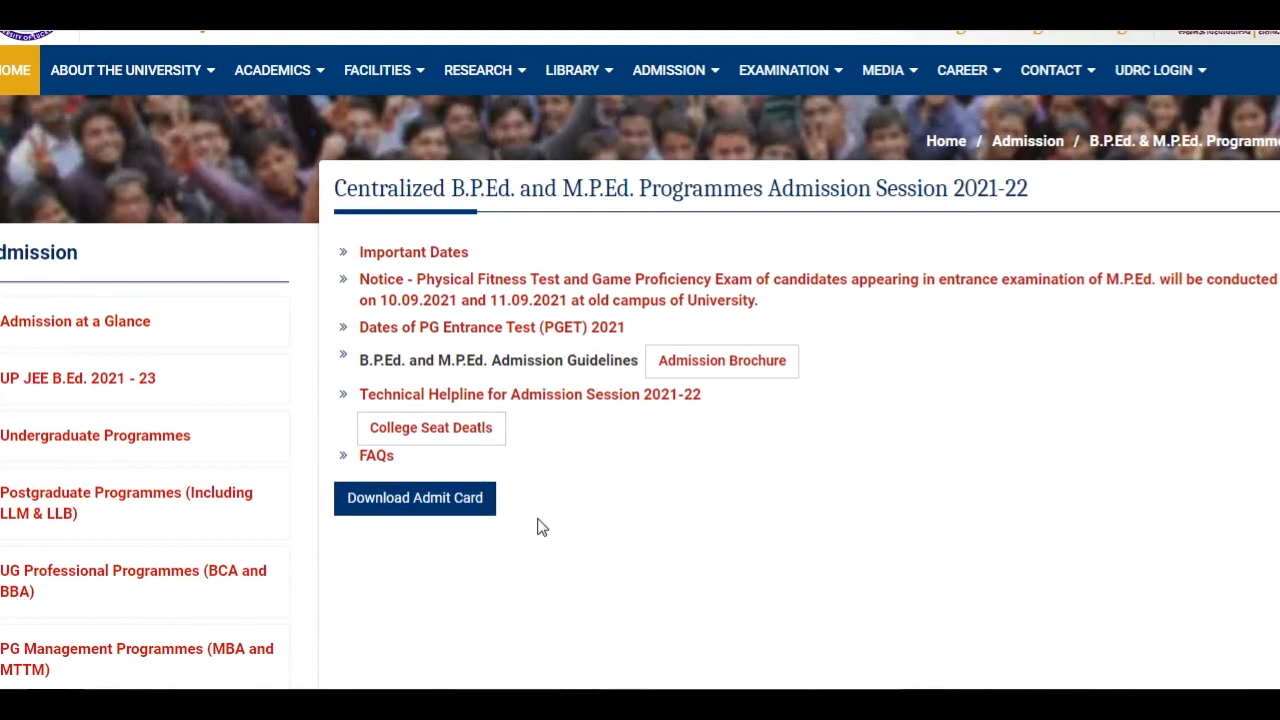 HOME ABOUT THE UNIVERSITY ACADEMICS FACILITIES RESEARCH LIBRARY ADMISSION EXAMINATION MEDIA CAREER CONTACT UDRC LOGIN
Home / Admission / B.P.Ed. & M.P.Ed. Programme
Centralized B.P.Ed. and M.P.Ed. Programmes Admission Session 2021-22
dmission
Important Dates
Notice - Physical Fitness Test and Game Proficiency Exam of candidates appearing in entrance examination of M.P.Ed. will be conducted
on 10.09.2021 and 11.09.2021 at old campus of University.
Dates of PG Entrance Test (PGET) 2021
B.P.Ed. and M.P.Ed. Admission Guidelines Admission Brochure
Technical Helpline for Admission Session 2021-22
College Seat Deatls
FAQs
Download Admit Card
Admission at a Glance
UP JEE B.Ed. 2021 - 23
Undergraduate Programmes
Postgraduate Programmes (Including
LLM & LLB)
UG Professional Programmes (BCA and
BBA)
PG Management Programmes (MBA and
MTTM)